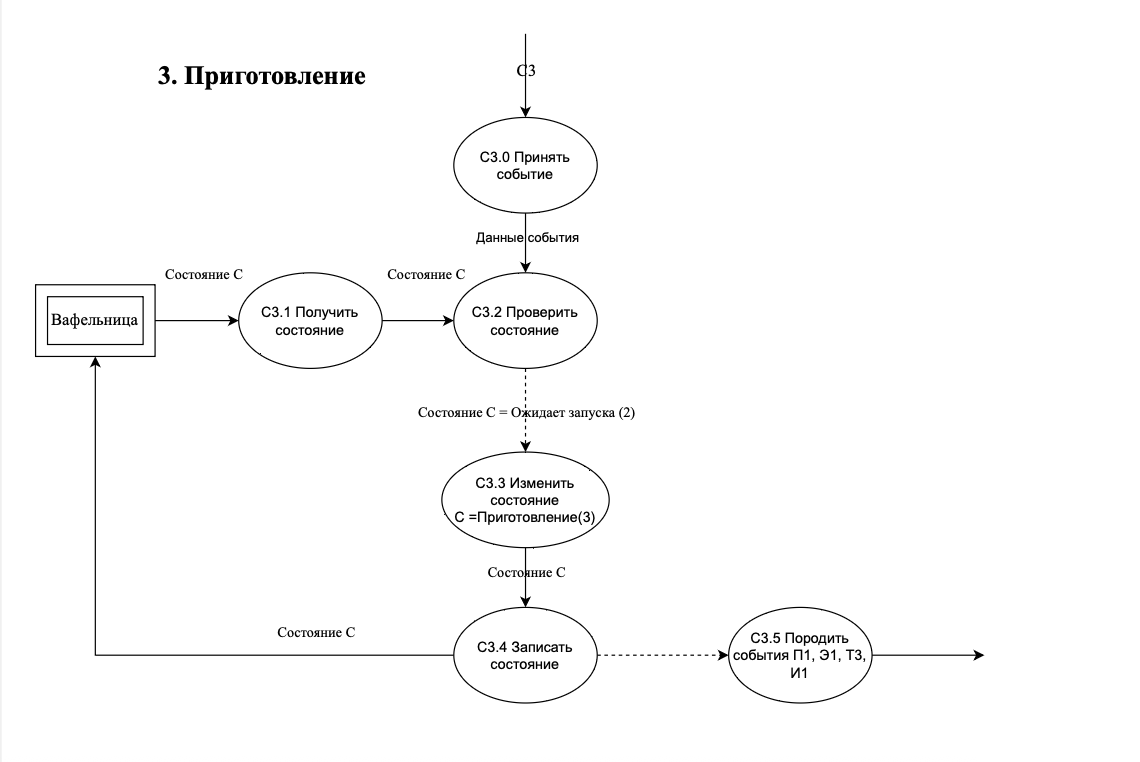 3. Приготовление
С3
С3.0 Принять
событие
Данные события
Состояние С
Состояние С
Вафельница
С3.1 Получить
состояние
С3.2 Проверить
состояние
Состояние С = Ожидает запуска (2)
С3.3 Изменить
состояние
С =Приготовление(3)
Состояние С
Состояние С
С3.4 Записать
состояние
С3.5 Породить
события П1, Э1, Т3,
И1